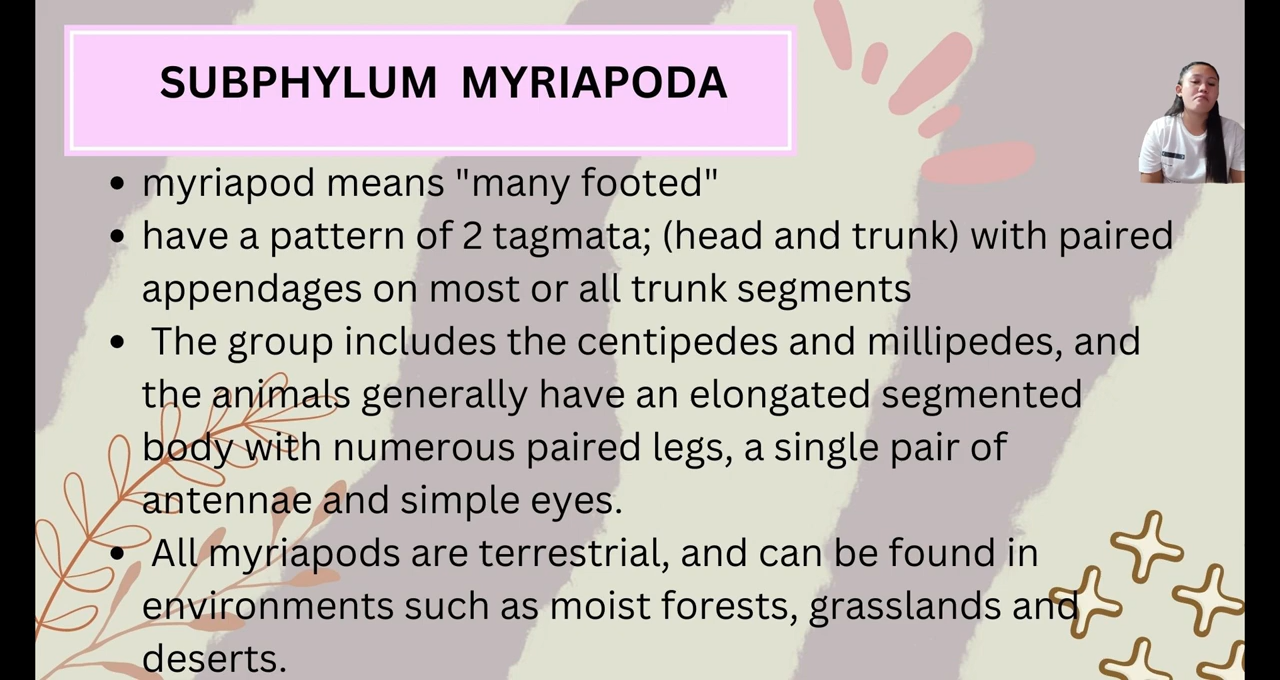 SUBPHYLUM MYRIAPODA
• myriapod means "many footed"
• have a pattern of 2 tagmata; (head and trunk) with paired
appendages on most or all trunk segments
• The group includes the centipedes and millipedes, and
the animals generally have an elongated segmented
body with numerous paired legs, a single pair of
antennae and simple eyes.
• All myriapods are terrestrial, and can be found in
environments such as moist forests, grasslands and
deserts.